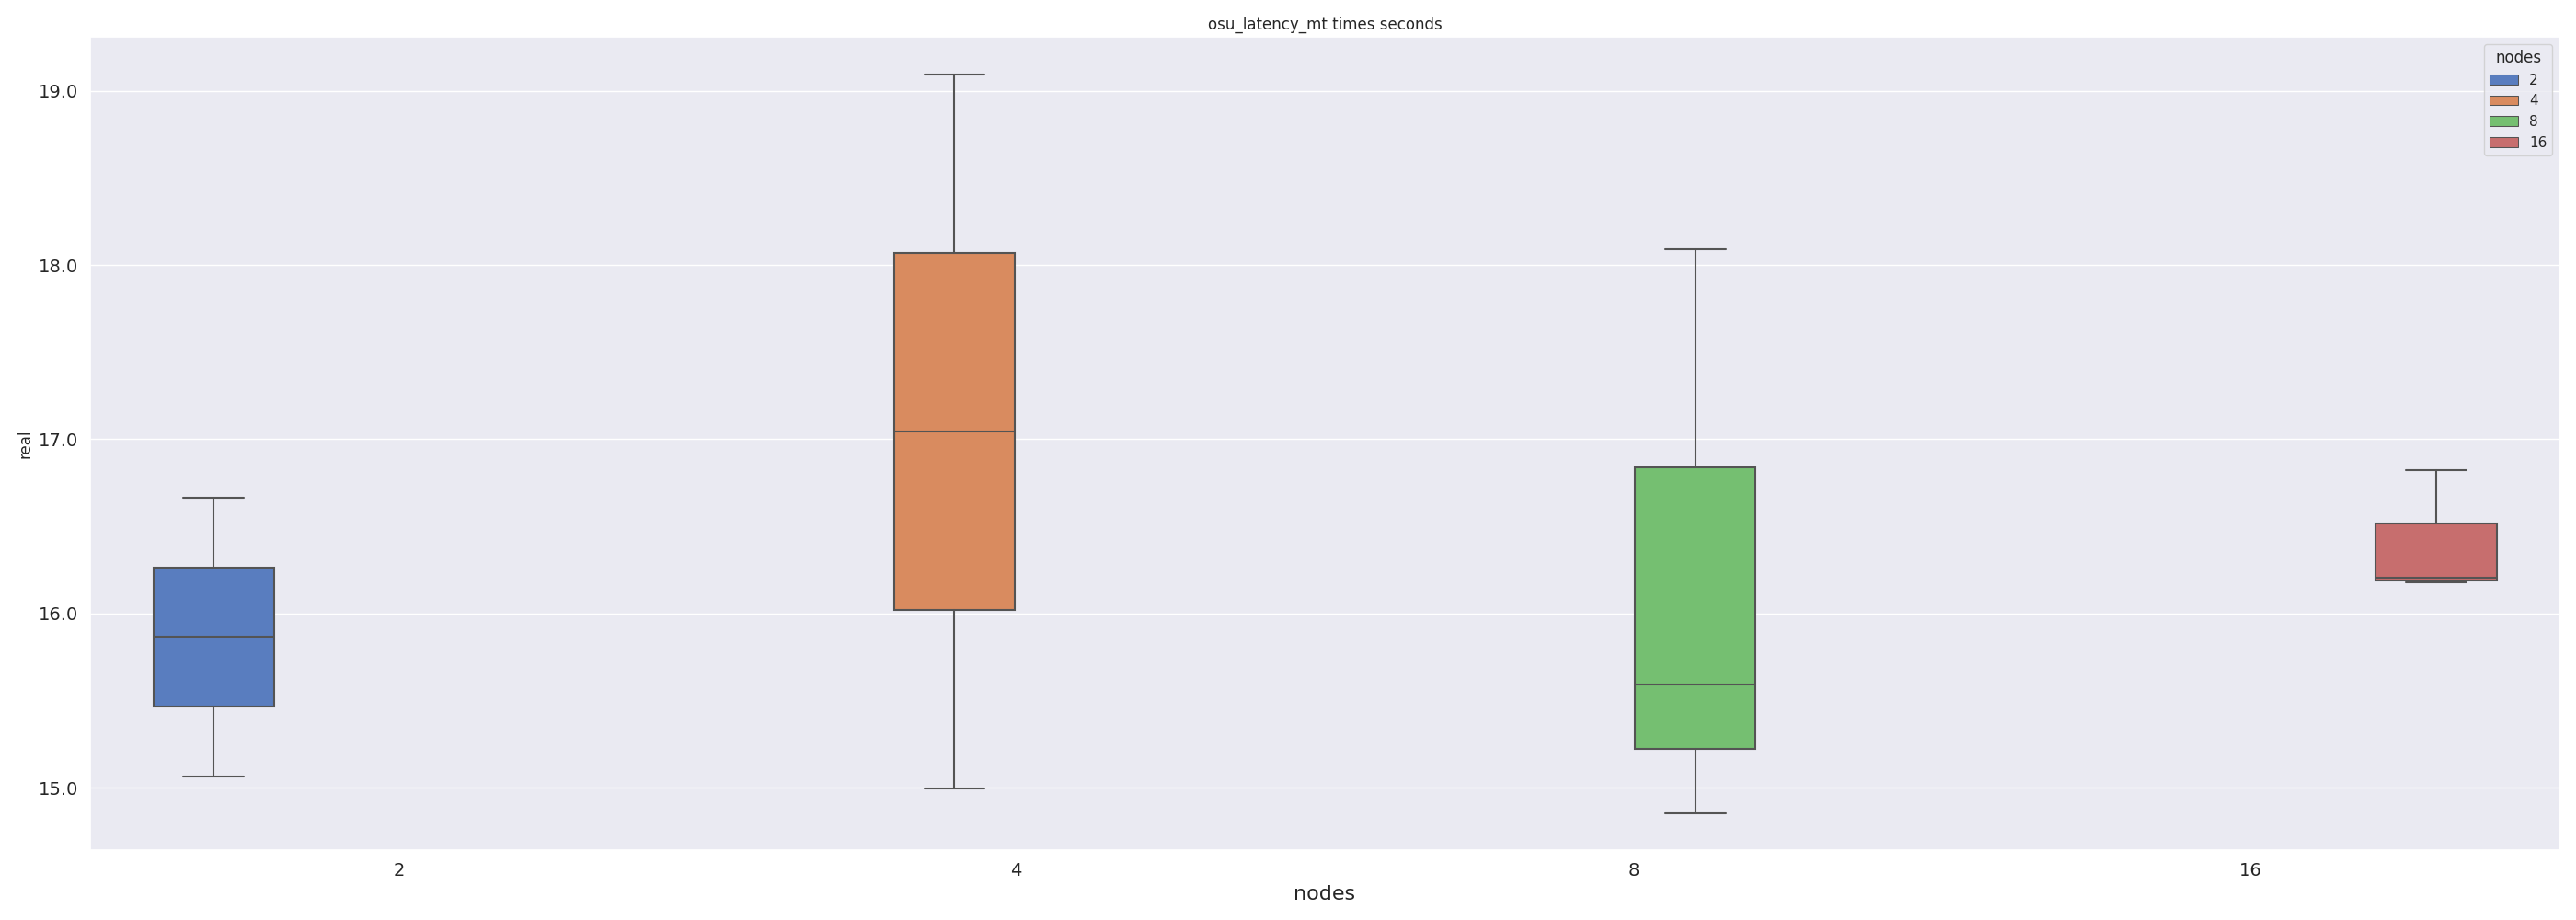 osu_latency_mt times seconds
nodes
2
4
8
16
19.0
18.0
17.0
16.0
15.0
real
2 4 8 16
nodes